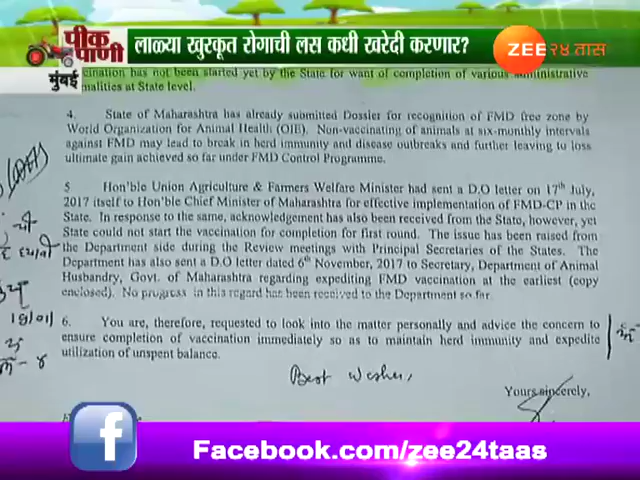 पीक
पाणी
लाळ्या खुरकूत रोगाची लस कधी खरेदी करणार?
ZEE २४ तास
मुंबई
cination has not been started yet by the State for want of completion of various administrative
malities at State level.
4. State of Maharashtra has already submitted Dossier for recognition of FMD free zone by
World Organization for Animal Health (OIE). Non-vaccinating of animals at six-monthly intervals
against FMD may lead to break in herd immunity and disease outbreaks and further leaving to loss
ultimate gain achieved so far under FMD Control Programme.
5 Hon'ble Union Agriculture & Farmers Welfare Minister had sent a D.O letter on 17th July,
2017 itself to Hon'ble Chief Minister of Maharashtra for effective implementation of FMD-CP in
the State. In response to the same, acknowledgement has also been received from the State, however, yet
State could not start the vaccination for completion for first round. The issue has been raised from
the Department side during the Review meetings with Principal Secretaries of the States. The
Department has also sent a D.O letter dated 6th November, 2017 to Secretary, Department of Animal
Husbandry, Govt. of Maharashtra regarding expediting FMD vaccination at the earliest (copy
enclosed). No progress in this regard has been received to the Department so far.
6. You are, therefore, requested to look into the matter personally and advice the concern to
ensure completion of vaccination immediately so as to maintain herd immunity and expedite
utilization of unspent balance.
Best Wishes,
Yours sincerely,
f Facebook.com/zee24taas